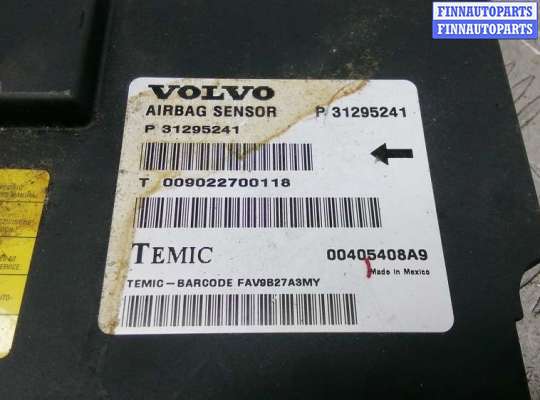 FINNAUTOPARTS
FINNAUTOPARTS
VOLVO
AIRBAG SENSOR P 31295241
P 31295241
T 009022700118
TEMIC 00405408A9
Made in Mexico
TEMIC-BARCODE FAV9B27A3MY